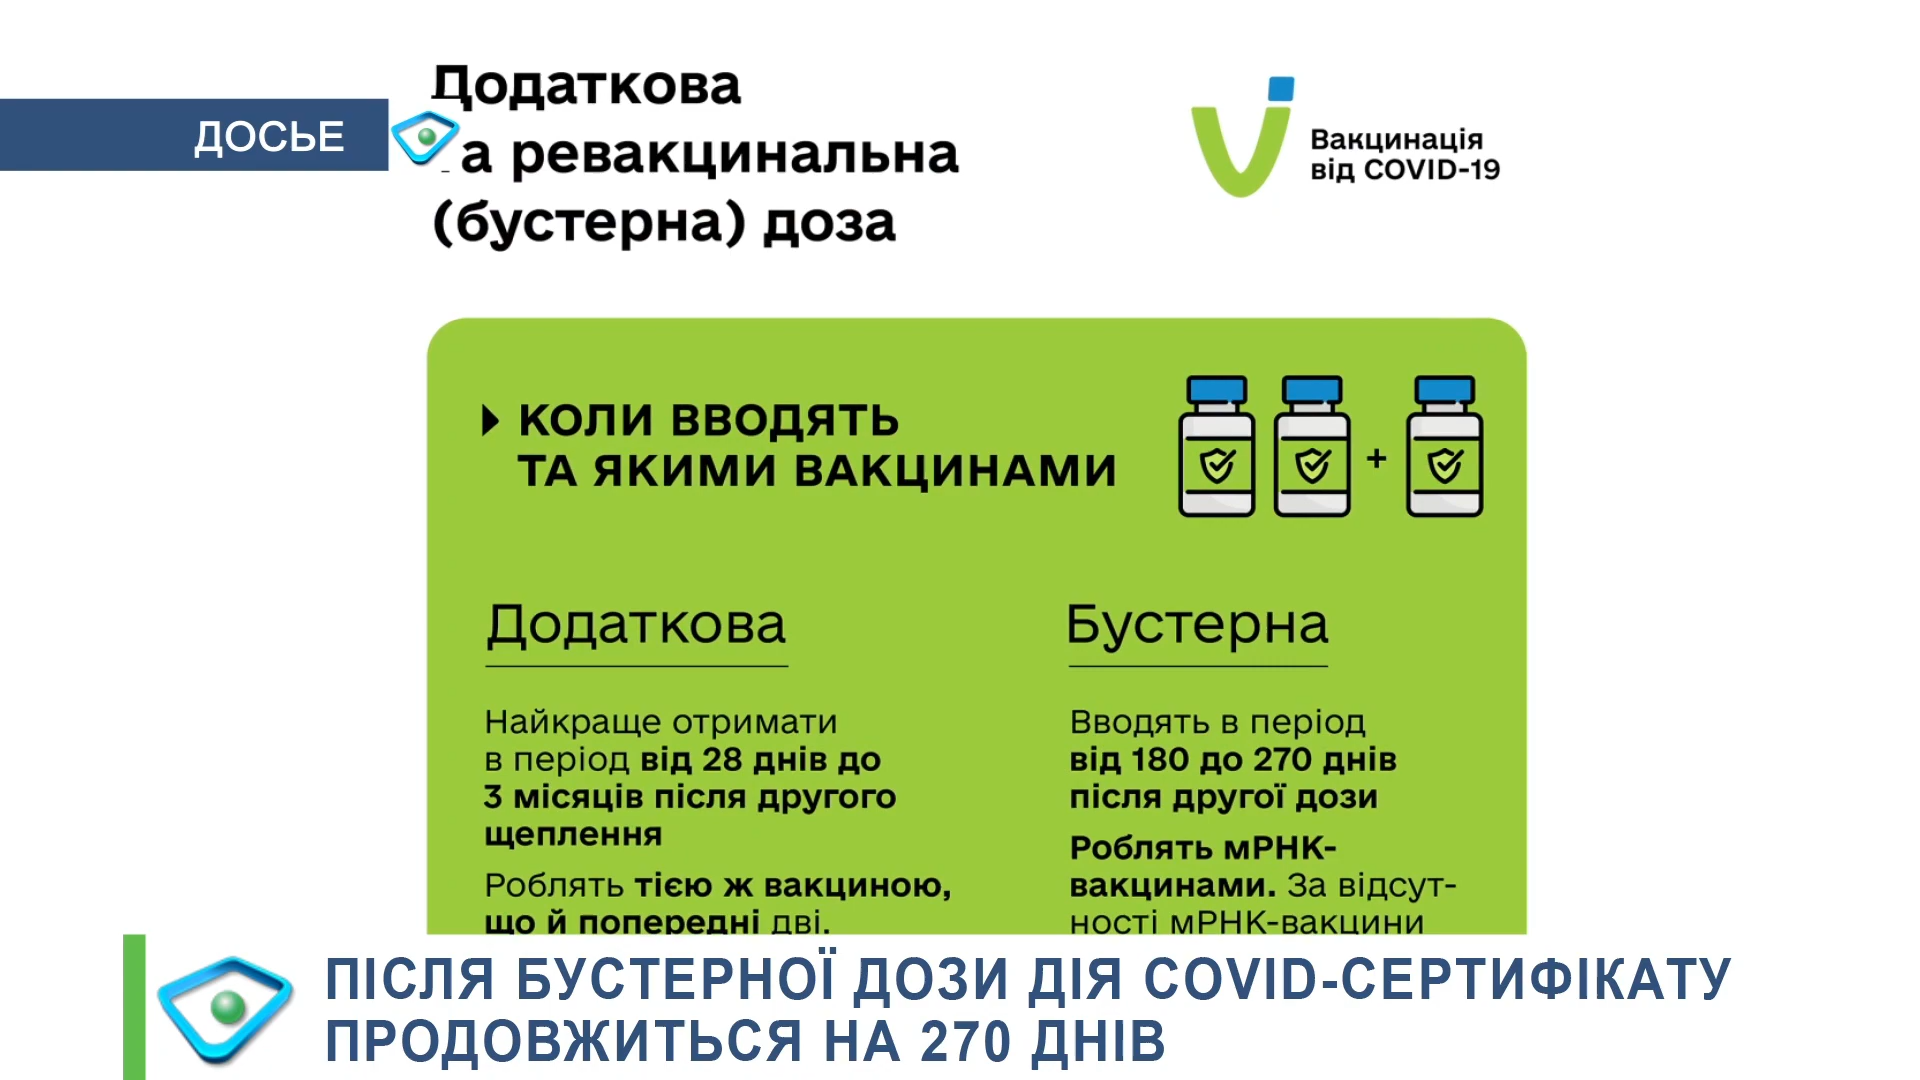 Додаткова
та ревакцинальна
(бустерна) доза
ДОСЬЕ
Вакцинація
від COVID-19
КОЛИ ВВОДЯТЬ
ТА ЯКИМИ ВАКЦИНАМИ
+
Додаткова
Найкраще отримати
в період від 28 днів до
3 місяців після другого
щеплення
Роблять тією ж вакциною,
що й попередні дві.
Бустерна
Вводять в період
від 180 до 270 днів
після другої дози
Роблять мРНК-
вакцинами. За відсут-
ності мРНК-вакцини
ПІСЛЯ БУСТЕРНОЇ ДОЗИ ДІЯ COVID-СЕРТИФІКАТУ
ПРОДОВЖИТЬСЯ НА 270 ДНІВ